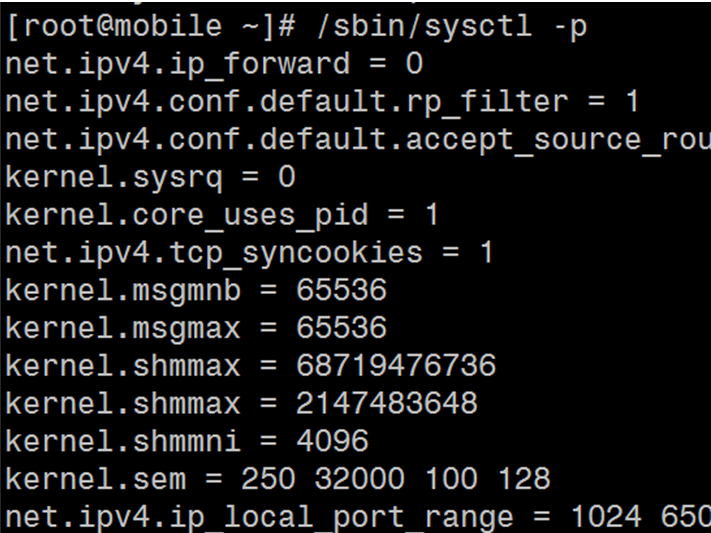 [root@mobile ~]# /sbin/sysctl -p
net.ipv4.ip_forward = 0
net.ipv4.conf.default.rp_filter = 1
net.ipv4.conf.default.accept_source_rou
kernel.sysrq = 0
kernel.core_uses_pid = 1
net.ipv4.tcp_syncookies = 1
kernel.msgmnb = 65536
kernel.msgmax = 65536
kernel.shmmax = 68719476736
kernel.shmmax = 2147483648
kernel.shmmni = 4096
kernel.sem = 250 32000 100 128
net.ipv4.ip_local_port_range = 1024 650